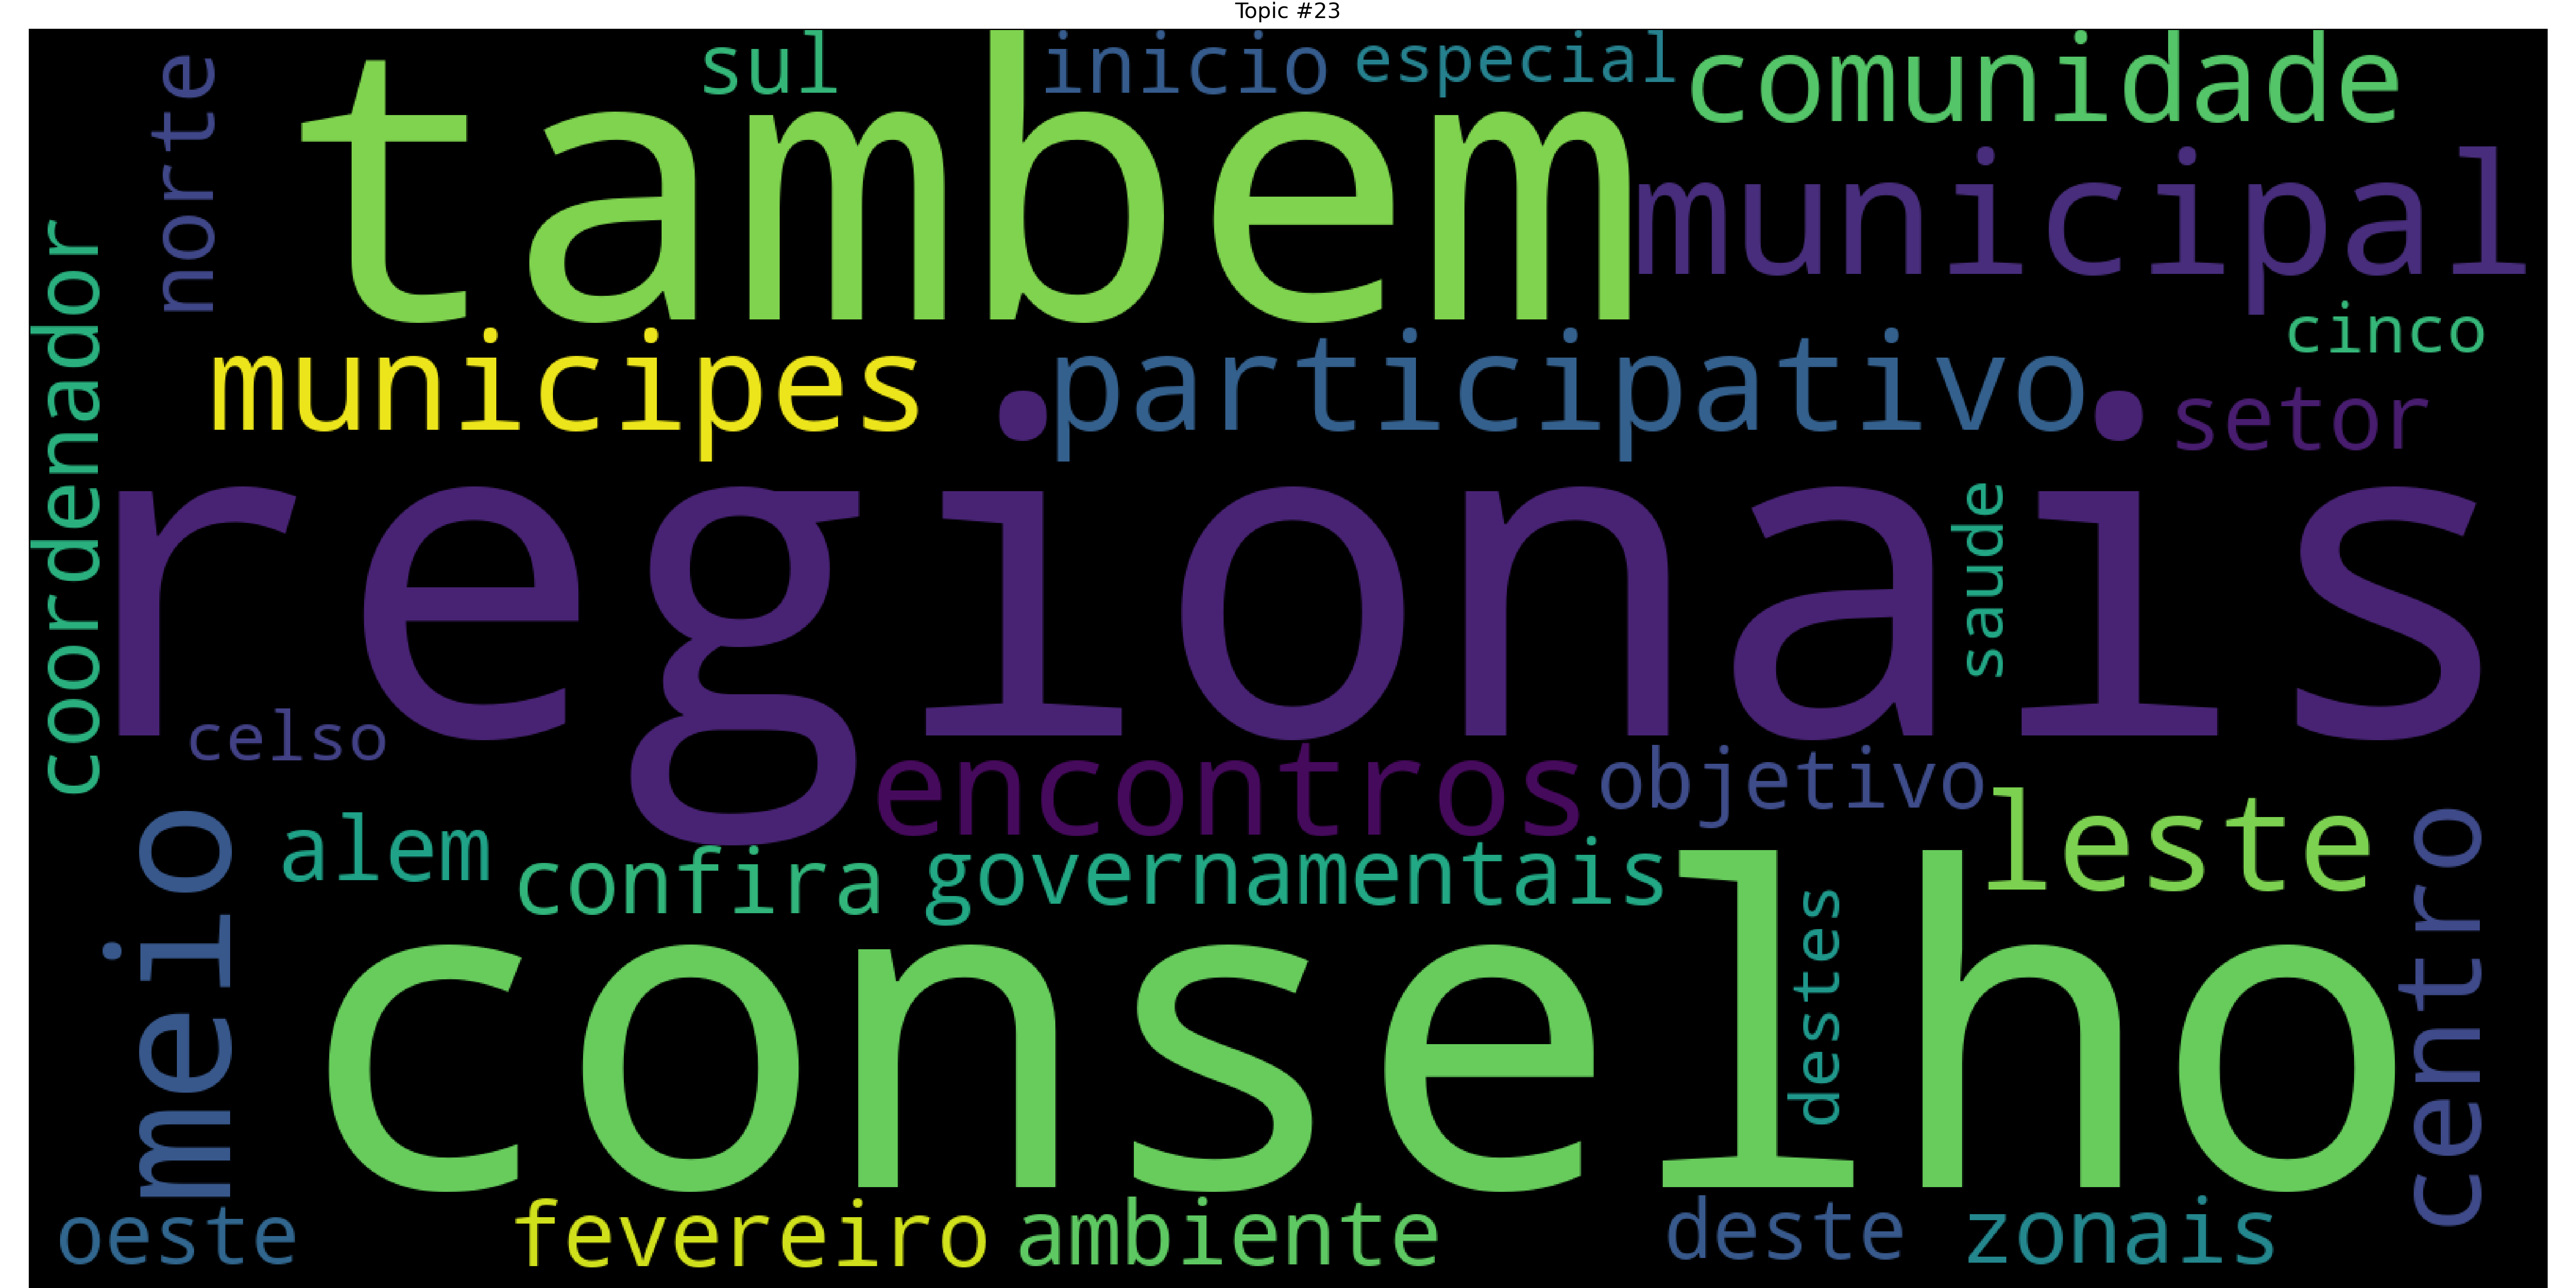 Topic #23
norte
sul
inicio
especial
comunidade
tambem
municipal
cinco
coordenador
municipes
participativo
setor
regionais
saude
celso
encontros
objetivo
leste
meio
alem
confira
governamentais
destes
centro
conselho
oeste
fevereiro
ambiente
deste
zonais